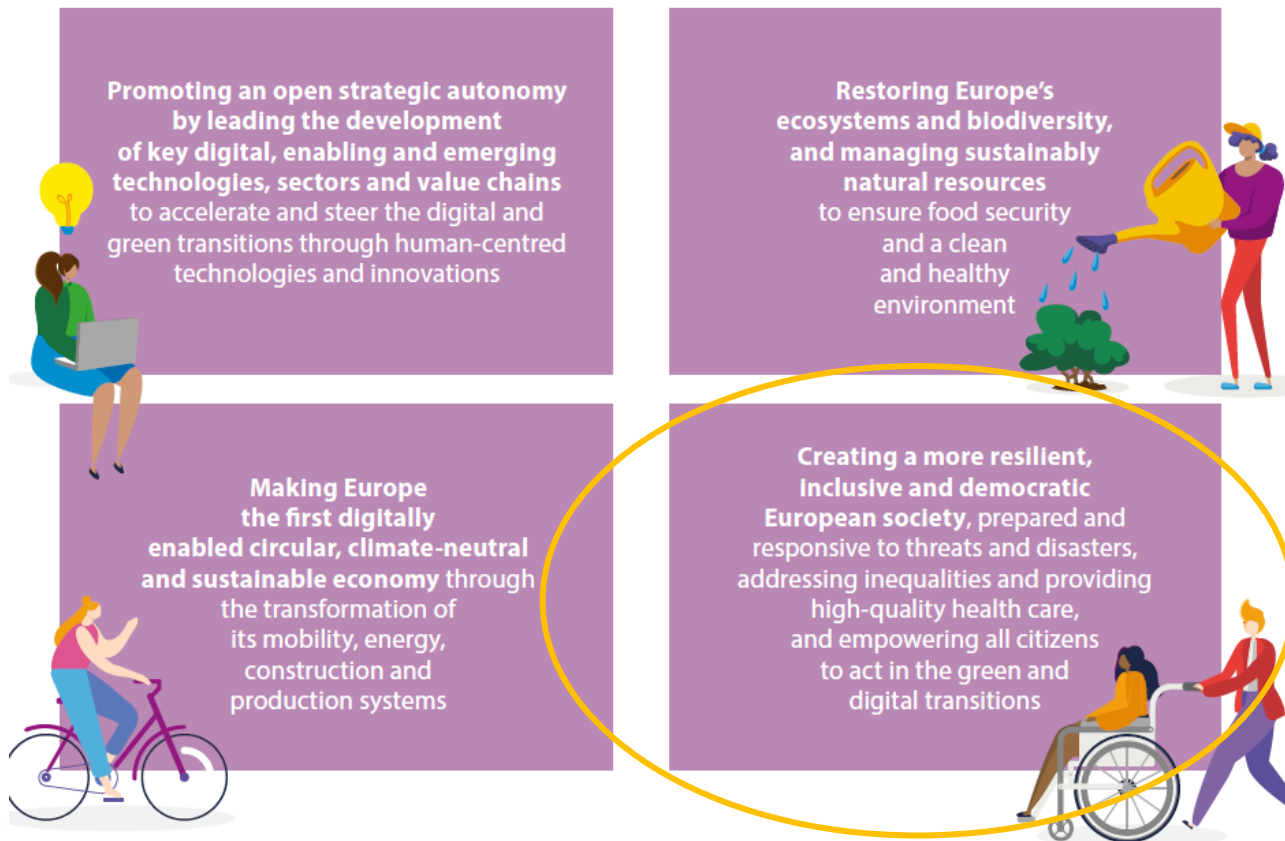 Promoting an open strategic autonomy
by leading the development
of key digital, enabling and emerging
technologies, sectors and value chains
to accelerate and steer the digital and
green transitions through human-centred
technologies and innovations
Restoring Europe's
ecosystems and biodiversity,
and managing sustainably
natural resources
to ensure food security
and a clean
and healthy
environment
Making Europe
the first digitally
enabled circular, climate-neutral
and sustainable economy through
the transformation of
its mobility, energy,
construction and
production systems
Creating a more resilient,
inclusive and democratic
European society, prepared and
responsive to threats and disasters,
addressing inequalities and providing
high-quality health care,
and empowering all citizens
to act in the green and
digital transitions